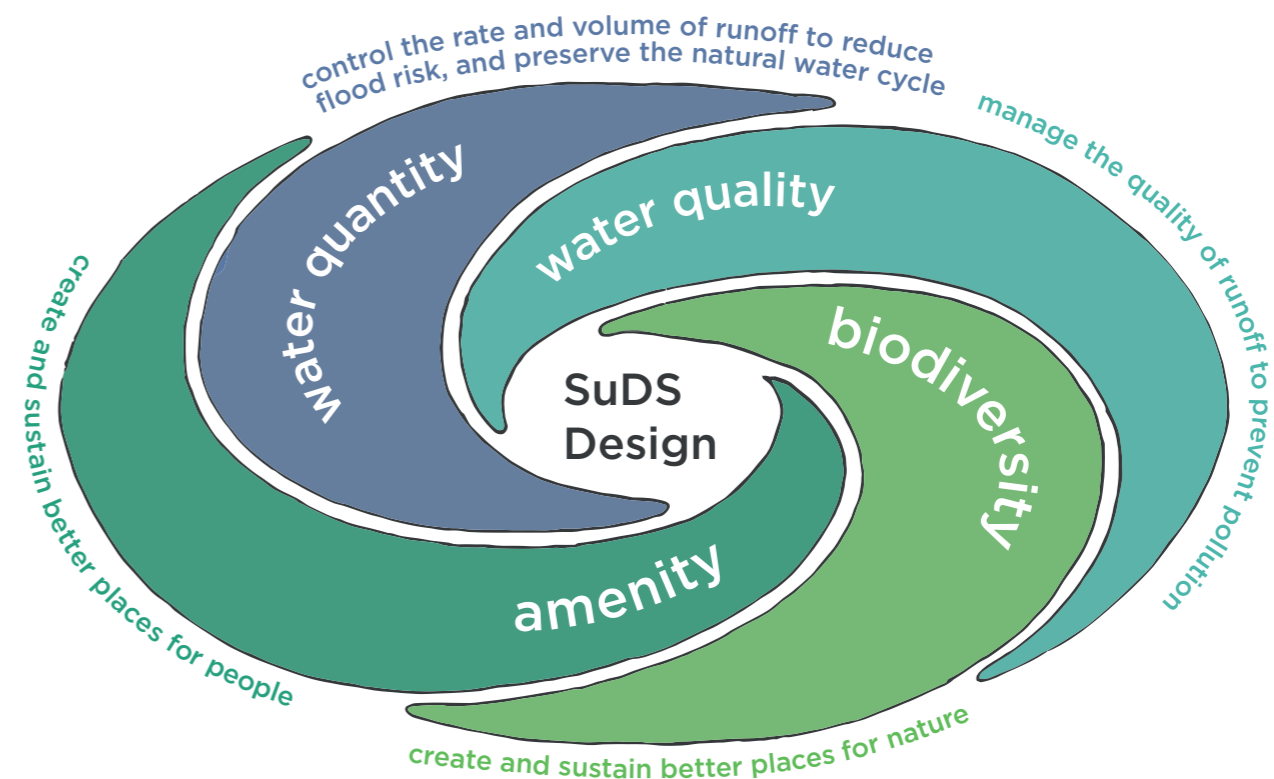 control the rate and volume of runoff to reduce
flood risk, and preserve the natural water cycle
manage the quality of runoff to prevent pollution
water quantity
water quality
biodiversity
SuDS
Design
amenity
create and sustain better places for people
create and sustain better places for nature